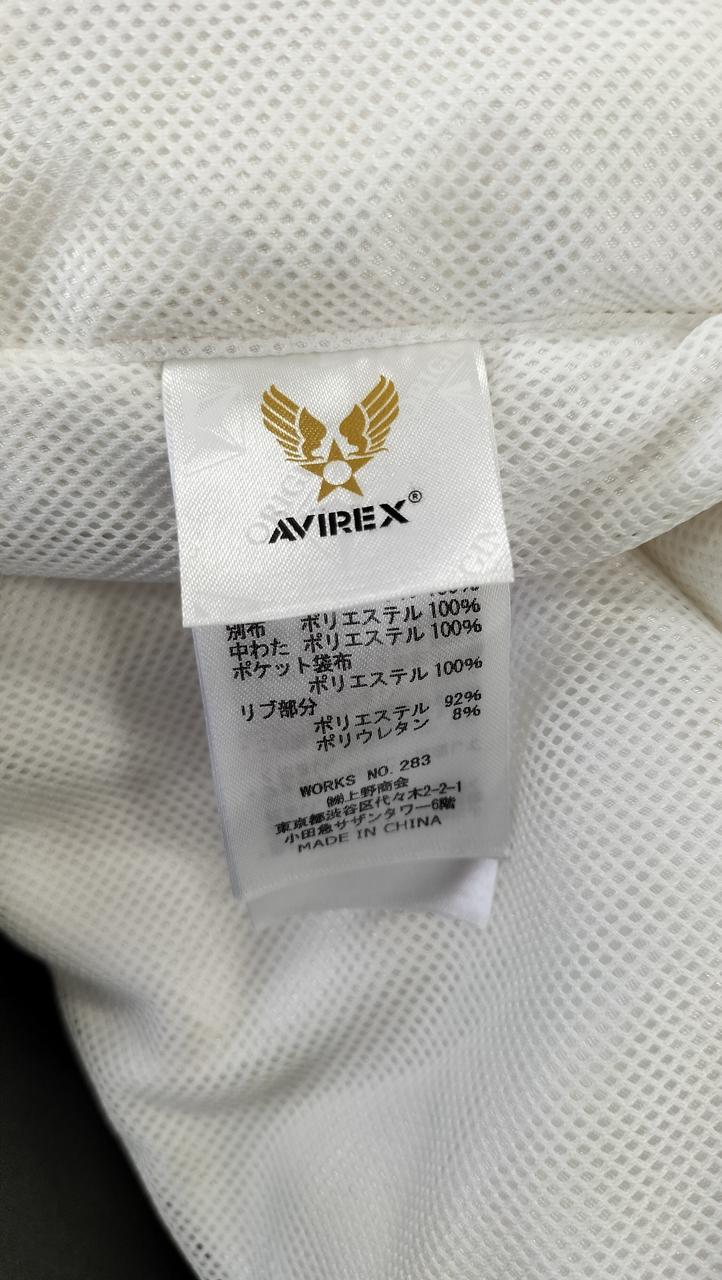 AVIREX®
100%
別布 ポリエステル 100%
中わた ポリエステル 100%
ポケット袋布
ポリエステル 100%
リブ部分
ポリエステル 92%
ポリウレタン 8%
WORKS NO. 283
㈱上野商会
東京都渋谷区代々木2-2-1
小田急サザンタワー6階
MADE IN CHINA